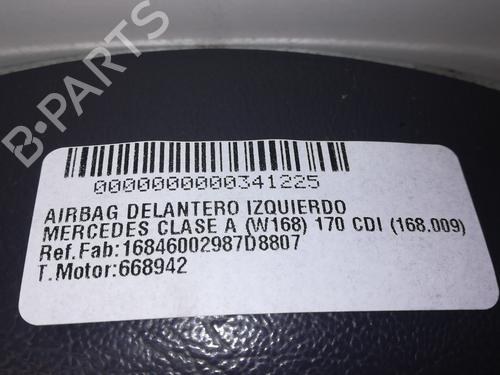 B-PARTS
0000000000341225
AIRBAG DELANTERO IZQUIERDO
MERCEDES CLASE A (W168) 170 CDI (168.009)
Ref.Fab:16846002987D8807
T.Motor:668942